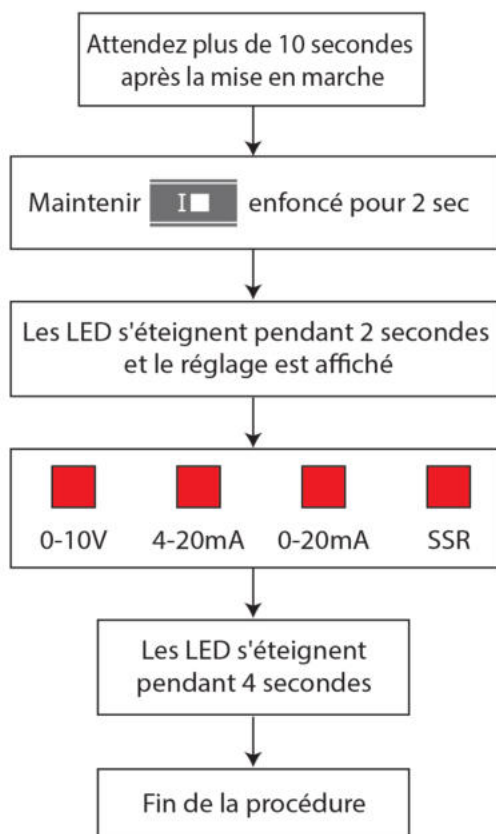 Attendez plus de 10 secondes
après la mise en marche
Maintenir I enfoncé pour 2 sec
Les LED s'éteignent pendant 2 secondes
et le réglage est affiché
0-10V 4-20mA 0-20mA SSR
Les LED s'éteignent
pendant 4 secondes
Fin de la procédure